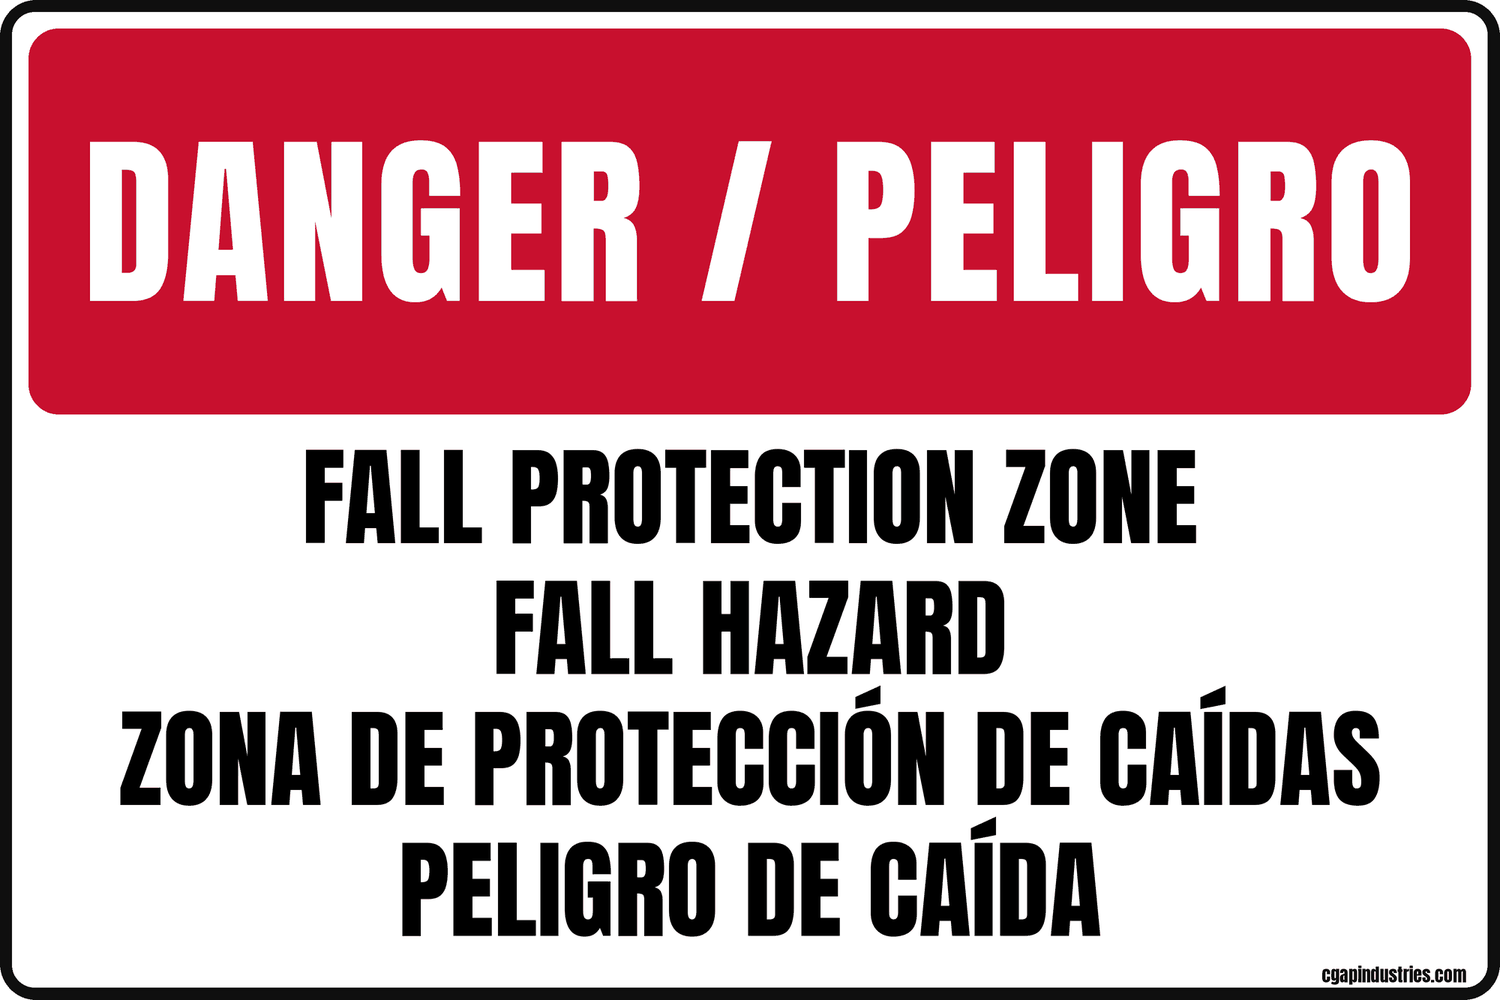 DANGER / PELIGRO
FALL PROTECTION ZONE
FALL HAZARD
ZONA DE PROTECCIÓN DE CAÍDAS
PELIGRO DE CAÍDA
cgapindustries.com